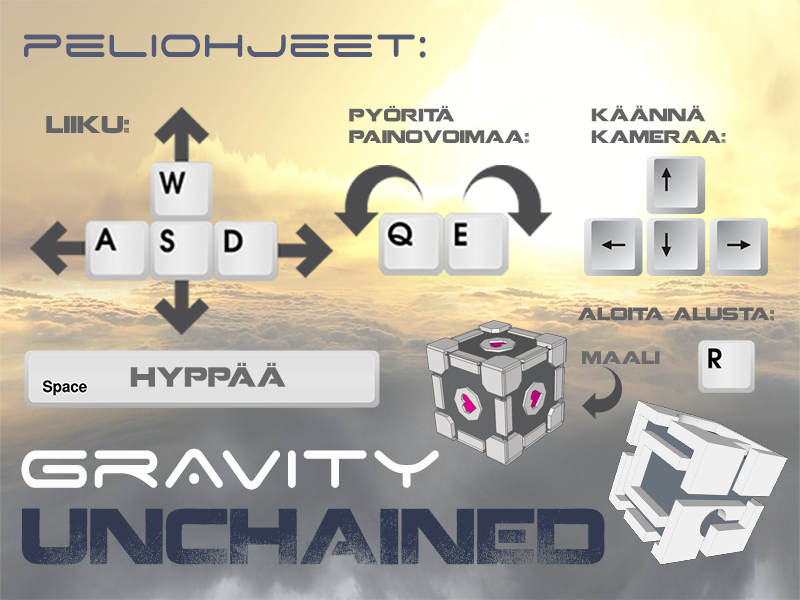 PELIOHJEET:
LIIKU:
W
A S D
PYÖRITÄ
PAINOVOIMAA:
Q E
KÄÄNNÄ
KAMERAA:
↑
← ↓ →
ALOITA ALUSTA:
R
MAALI
Space HYPPÄÄ
GRAVITY
UNCHAINED